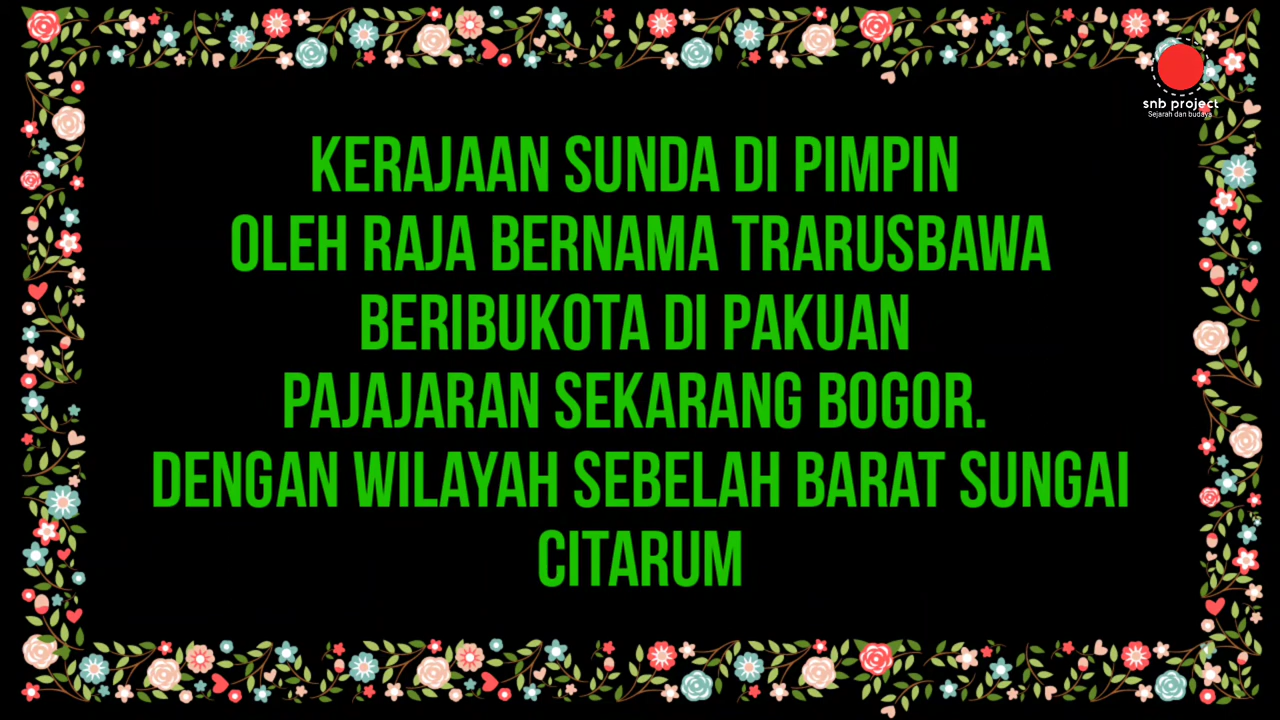 snb project
Sejarah dan budaya
KERAJAAN SUNDA DI PIMPIN
OLEH RAJA BERNAMA TRARUSBAWA
BERIBUKOTA DI PAKUAN
PAJAJARAN SEKARANG BOGOR.
DENGAN WILAYAH SEBELAH BARAT SUNGAI
CITARUM